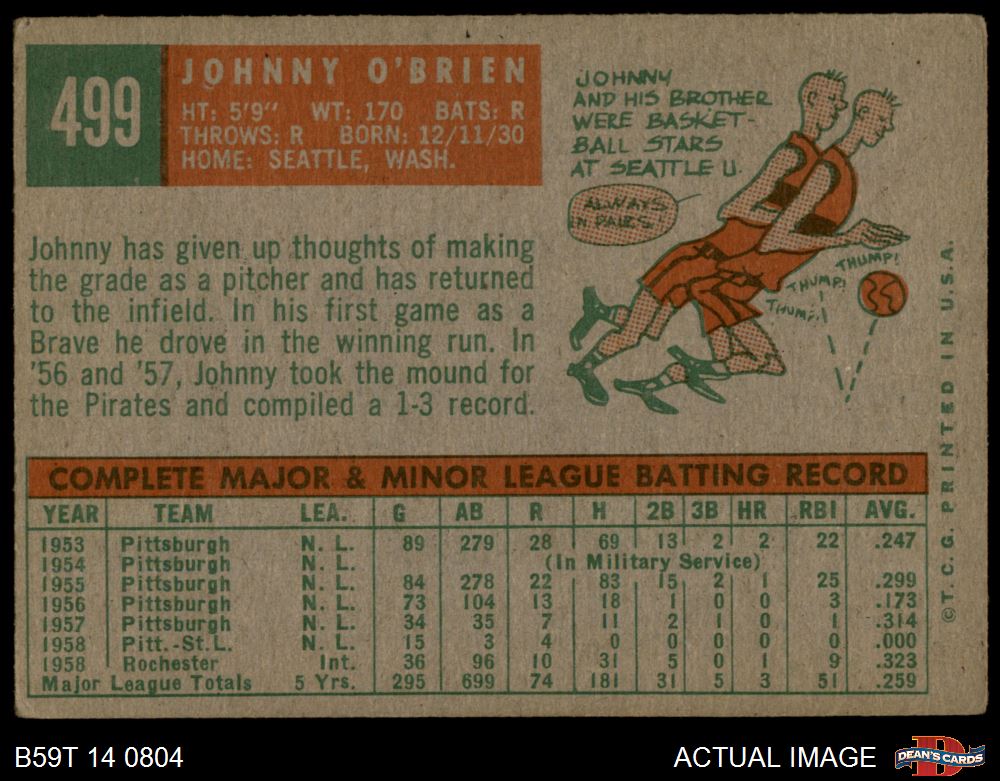 499
JOHNNY O'BRIEN
HT: 5'9" WT: 170 BATS: R
THROWS: R BORN: 12/11/30
HOME: SEATTLE, WASH.
JOHNNY
AND HIS BROTHER
WERE BASKET-
BALL STARS
AT SEATTLE U.
ALWAYS
IN PAIRS!
THUMP!
THUMP!
THUMP!
Johnny has given up thoughts of making
the grade as a pitcher and has returned
to the infield. In his first game as a
Brave he drove in the winning run. In
'56 and '57, Johnny took the mound for
the Pirates and compiled a 1-3 record.
COMPLETE MAJOR & MINOR LEAGUE BATTING RECORD
YEAR TEAM LEA. G AB R H 2B 3B HR RBI AVG.
1953 Pittsburgh N. L. 89 279 28 69 13 2 2 22 .247
1954 Pittsburgh N. L. (In Military Service)
1955 Pittsburgh N. L. 84 278 22 83 15 2 1 25 .299
1956 Pittsburgh N. L. 73 104 13 18 1 0 0 3 .173
1957 Pittsburgh N. L. 34 35 7 11 2 1 0 1 .314
1958 Pitt.-St.L. N. L. 15 3 4 0 0 0 0 0 .000
1958 Rochester Int. 36 96 10 31 5 0 1 9 .323
Major League Totals 5 Yrs. 295 699 74 181 31 5 3 51 .259
©T.C.G. PRINTED IN U.S.A.
B59T 14 0804
ACTUAL IMAGE
DEAN'S CARDS